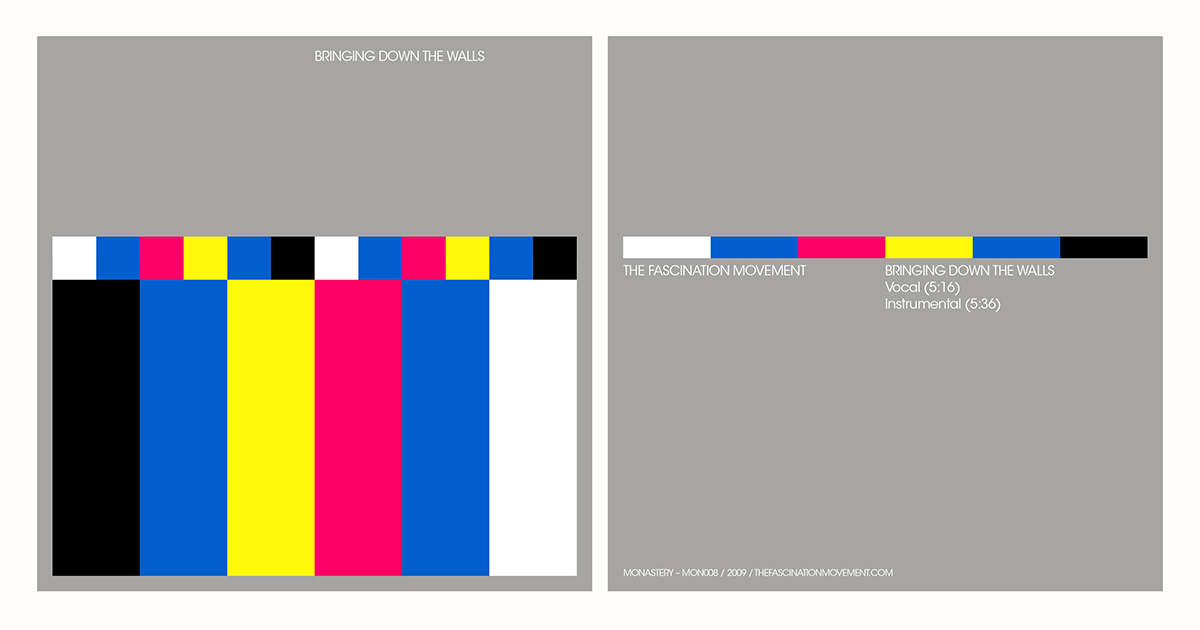 BRINGING DOWN THE WALLS
THE FASCINATION MOVEMENT
BRINGING DOWN THE WALLS
Vocal (5:16)
Instrumental (5:36)
MONASTERY – MON008 / 2009 / THEFASCINATIONMOVEMENT.COM